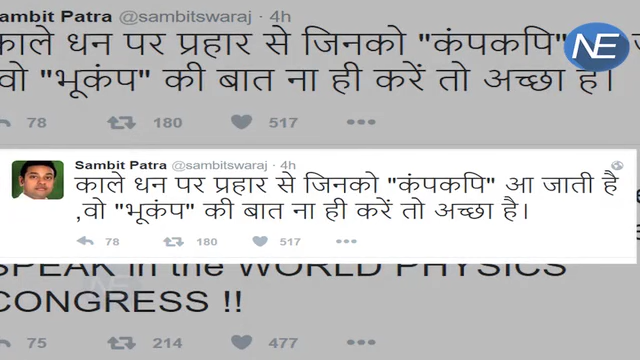 Sambit Patra @sambitswaraj · 4h
काले धन पर प्रहार से जिनको "कंपकपि"
वो "भूकंप" की बात ना ही करें तो अच्छा है।
78 180 517
NE
Sambit Patra @sambitswaraj · 4h
काले धन पर प्रहार से जिनको "कंपकपि" आ जाती है
,वो "भूकंप" की बात ना ही करें तो अच्छा है।
78 180 517
NE
SPEAK in the WORLD PHYSICS
CONGRESS !!
75 214 477